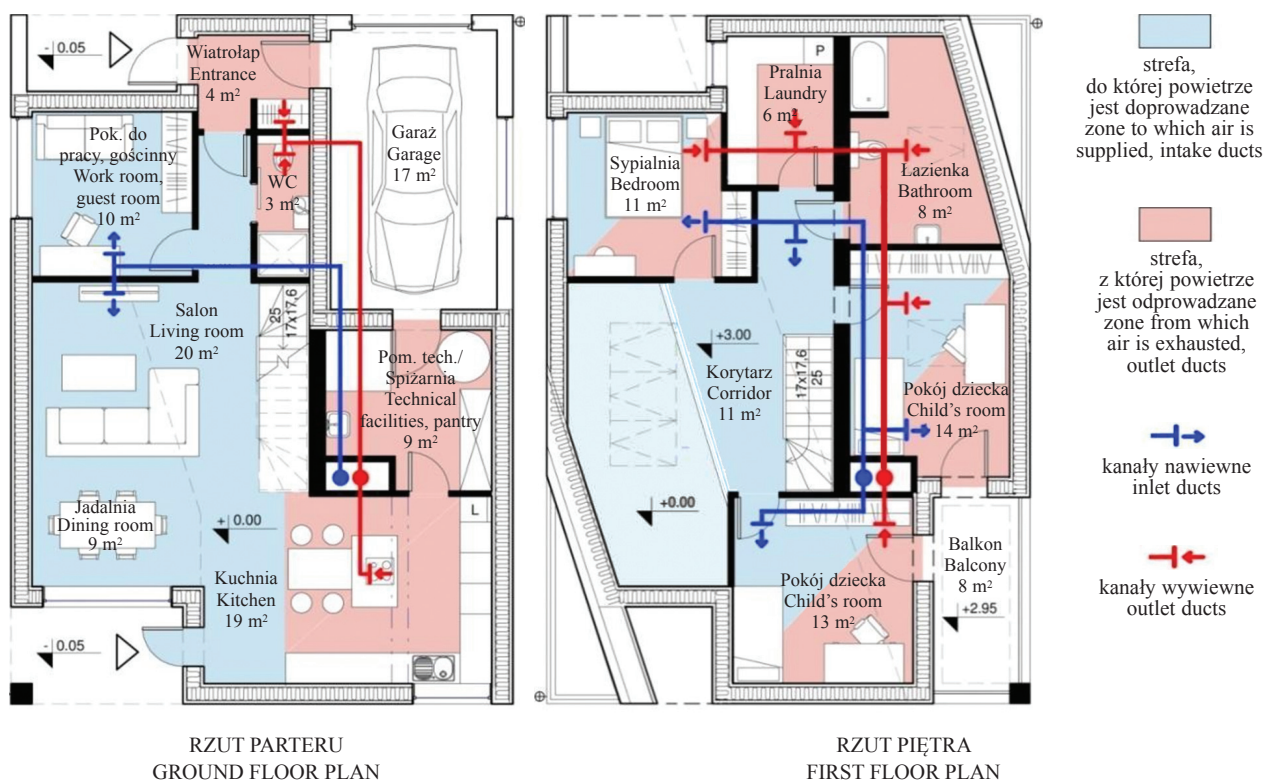 - 0.05
Wiatrołap
Entrance
4 m²
Pok. do
pracy, gościnny
Work room,
guest room
10 m²
WC
3 m²
Garaż
Garage
17 m²
Salon
Living room
20 m²
25
17x17,6
Pom. tech./
Spiżarnia
Technical
facilities, pantry
9 m²
Jadalnia
Dining room
9 m²
+ 0.00
L
Kuchnia
Kitchen
19 m²
- 0.05
RZUT PARTERU
GROUND FLOOR PLAN
P
Pralnia
Laundry
6 m²
Sypialnia
Bedroom
11 m²
Łazienka
Bathroom
8 m²
+3.00
Korytarz
Corridor
11 m²
17x17,6
25
Pokój dziecka
Child's room
14 m²
+0.00
Pokój dziecka
Child's room
13 m²
Balkon
Balcony
8 m²
+2.95
RZUT PIĘTRA
FIRST FLOOR PLAN
strefa,
do której powietrze
jest doprowadzane
zone to which air is
supplied, intake ducts
strefa,
z której powietrze
jest odprowadzane
zone from which
air is exhausted,
outlet ducts
kanały nawiewne
inlet ducts
kanały wywiewne
outlet ducts